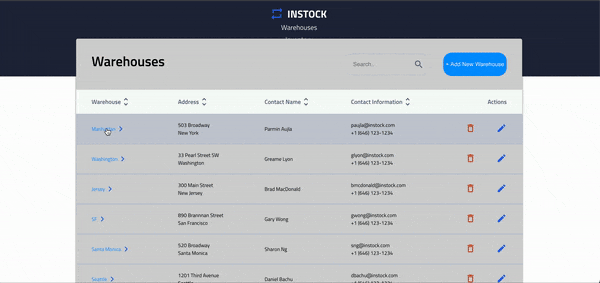 INSTOCK
Warehouses
Warehouses
Search...
+ Add New Warehouse
Warehouse Address Contact Name Contact Information Actions
Manhattan 503 Broadway New York Parmin Aujla paujla@instock.com +1 (646) 123-1234
Washington 33 Pearl Street SW Washington Greame Lyon glyon@instock.com +1 (646) 123-1234
Jersey 300 Main Street New Jersey Brad MacDonald bmcdonald@instock.com +1 (646) 123-1234
SF 890 Brannnan Street San Francisco Gary Wong gwong@instock.com +1 (646) 123-1234
Santa Monica 520 Broadway Santa Monica Sharon Ng sng@instock.com +1 (646) 123-1234
Seattle 1201 Third Avenue Seattle Daniel Bachu dbachu@instock.com +1 (646) 123-1234